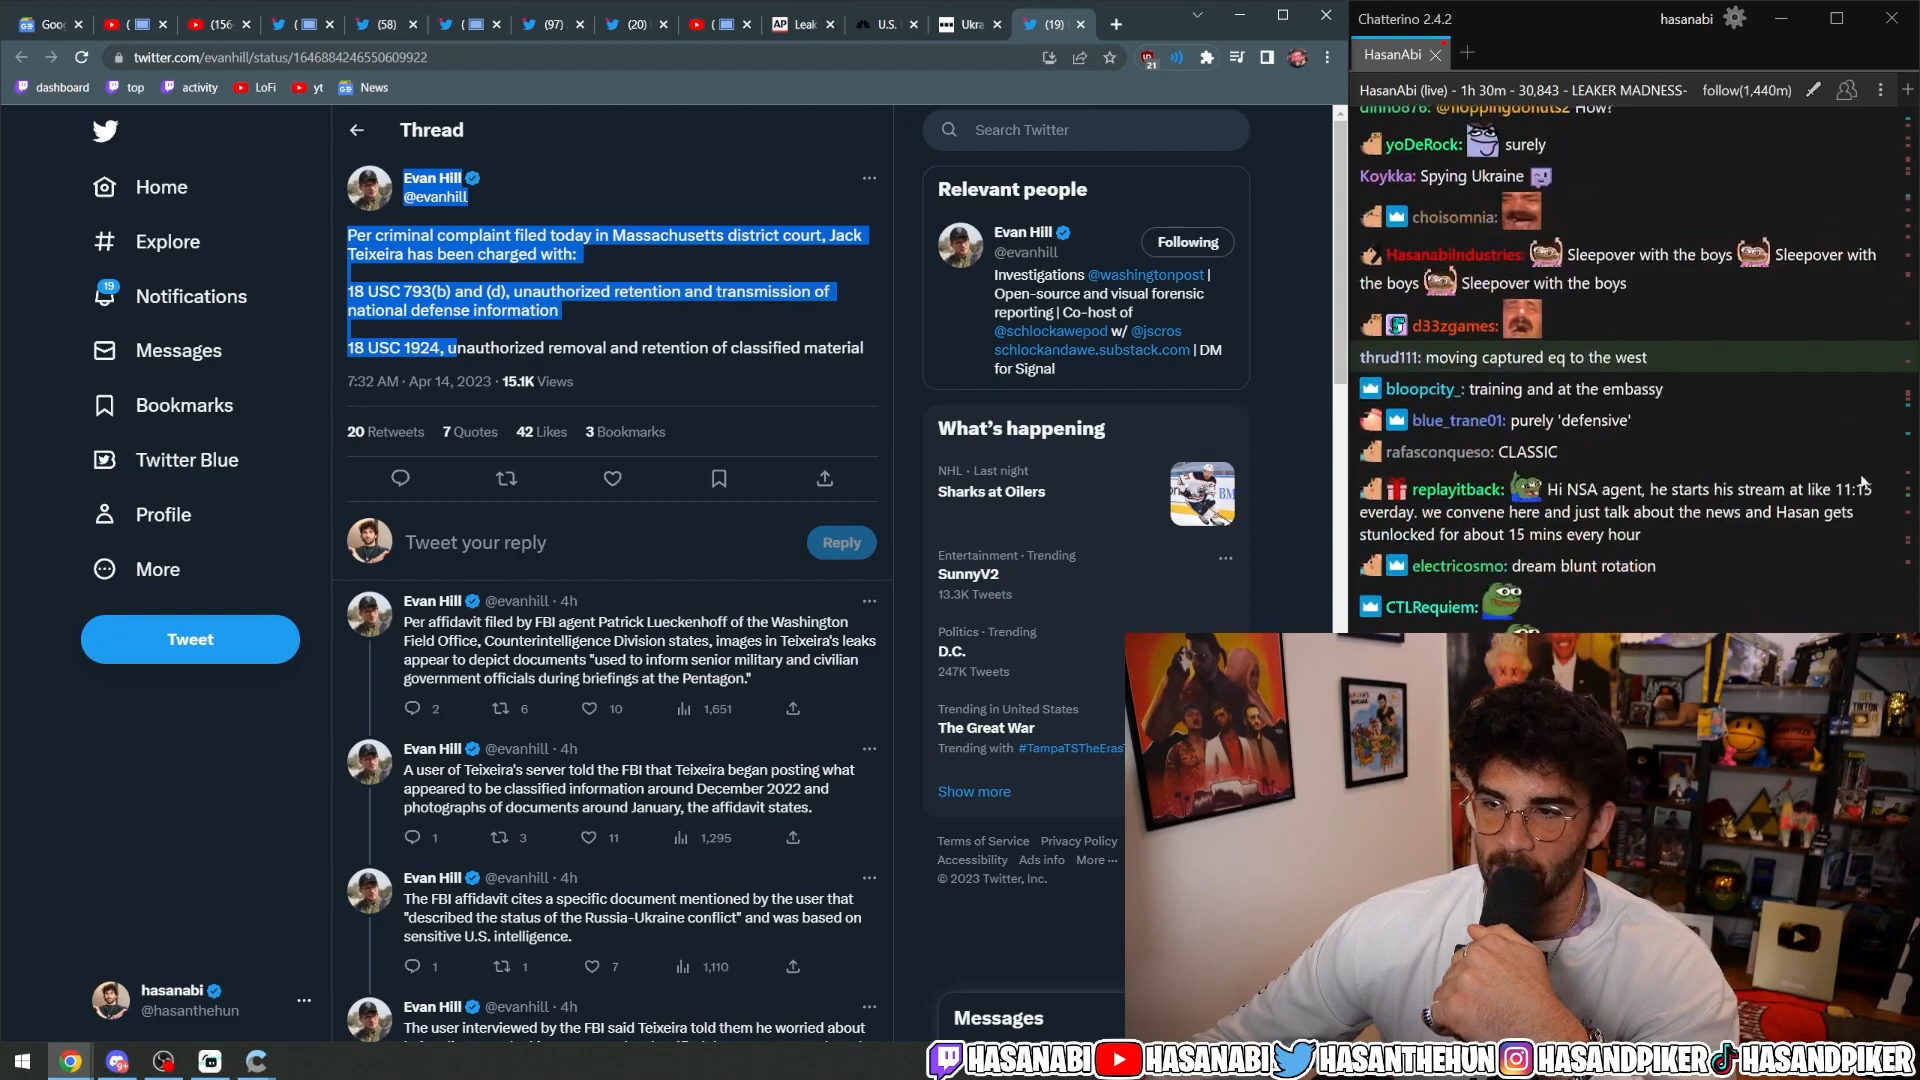 Goo
(
(156
(
(58)
(
(97)
(20)
(
Leak
U.S.
Ukra
(19)
twitter.com/evanhill/status/1646884246550609922
21
dashboard
top
activity
LoFi
yt
News
Home
Explore
19
Notifications
Messages
Bookmarks
Twitter Blue
Profile
More
Tweet
hasanabi
@hasanthehun
Thread
Evan Hill
@evanhill
Per criminal complaint filed today in Massachusetts district court, Jack
Teixeira has been charged with:
18 USC 793(b) and (d), unauthorized retention and transmission of
national defense information
18 USC 1924, unauthorized removal and retention of classified material
7:32 AM · Apr 14, 2023 · 15.1K Views
20 Retweets 7 Quotes 42 Likes 3 Bookmarks
Tweet your reply
Reply
Evan Hill @evanhill · 4h
Per affidavit filed by FBI agent Patrick Lueckenhoff of the Washington
Field Office, Counterintelligence Division states, images in Teixeira's leaks
appear to depict documents "used to inform senior military and civilian
government officials during briefings at the Pentagon."
2 6 10 1,651
Evan Hill @evanhill · 4h
A user of Teixeira's server told the FBI that Teixeira began posting what
appeared to be classified information around December 2022 and
photographs of documents around January, the affidavit states.
1 3 11 1,295
Evan Hill @evanhill · 4h
The FBI affidavit cites a specific document mentioned by the user that
"described the status of the Russia-Ukraine conflict" and was based on
sensitive U.S. intelligence.
1 1 7 1,110
Evan Hill @evanhill · 4h
The user interviewed by the FBI said Teixeira told them he worried about
Search Twitter
Relevant people
Evan Hill
@evanhill
Following
Investigations @washingtonpost |
Open-source and visual forensic
reporting | Co-host of
@schlockawepod w/ @jscros
schlockandawe.substack.com | DM
for Signal
What's happening
NHL · Last night
Sharks at Oilers
Entertainment · Trending
SunnyV2
13.3K Tweets
Politics · Trending
D.C.
247K Tweets
Trending in United States
The Great War
Trending with #TampaTSTheEras
Show more
Terms of Service Privacy Policy
Accessibility Ads info More
© 2023 Twitter, Inc.
Messages
Chatterino 2.4.2
hasanabi
HasanAbi
HasanAbi (live) - 1h 30m - 30,843 - LEAKER MADNESS- follow(1,440m)
dinho876: @floppingdonuts2 How?
yoDeRock: surely
Koykka: Spying Ukraine
choisomnia:
HasanabiIndustries: Sleepover with the boys Sleepover with
the boys Sleepover with the boys
d33zgames:
thrud111: moving captured eq to the west
bloopcity_: training and at the embassy
blue_trane01: purely 'defensive'
rafasconqueso: CLASSIC
replayitback: Hi NSA agent, he starts his stream at like 11:15
everday. we convene here and just talk about the news and Hasan gets
stunlocked for about 15 mins every hour
electricosmo: dream blunt rotation
CTLRequiem:
HASANABI HASANABI HASANTHEHUN HASANDPIKER HASANDPIKER